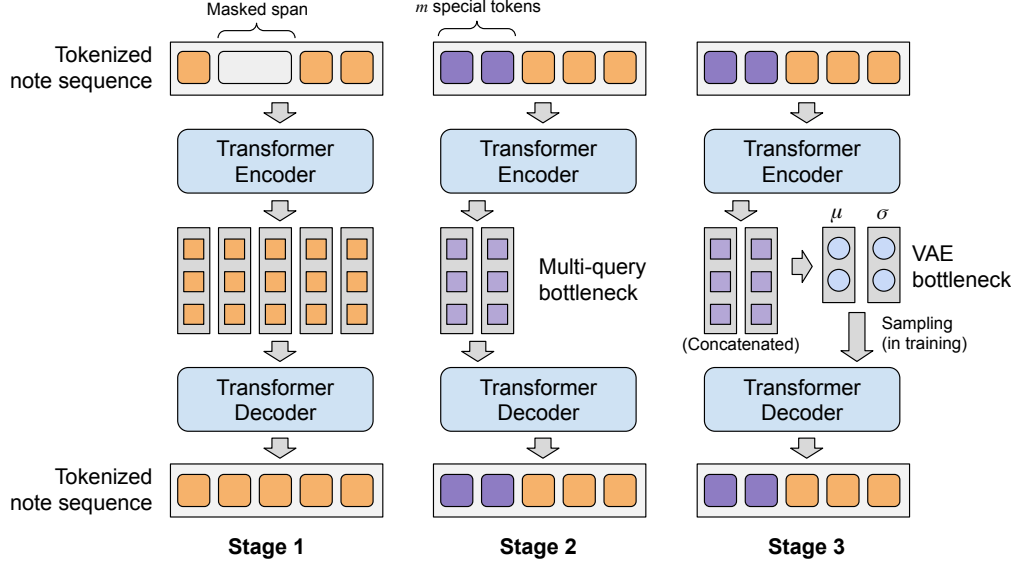 Masked span
m special tokens
Tokenized
note sequence
Transformer
Encoder
Transformer
Encoder
Transformer
Encoder
μ
σ
Multi-query
bottleneck
VAE
bottleneck
(Concatenated)
Sampling
(in training)
Transformer
Decoder
Transformer
Decoder
Transformer
Decoder
Tokenized
note sequence
Stage 1
Stage 2
Stage 3